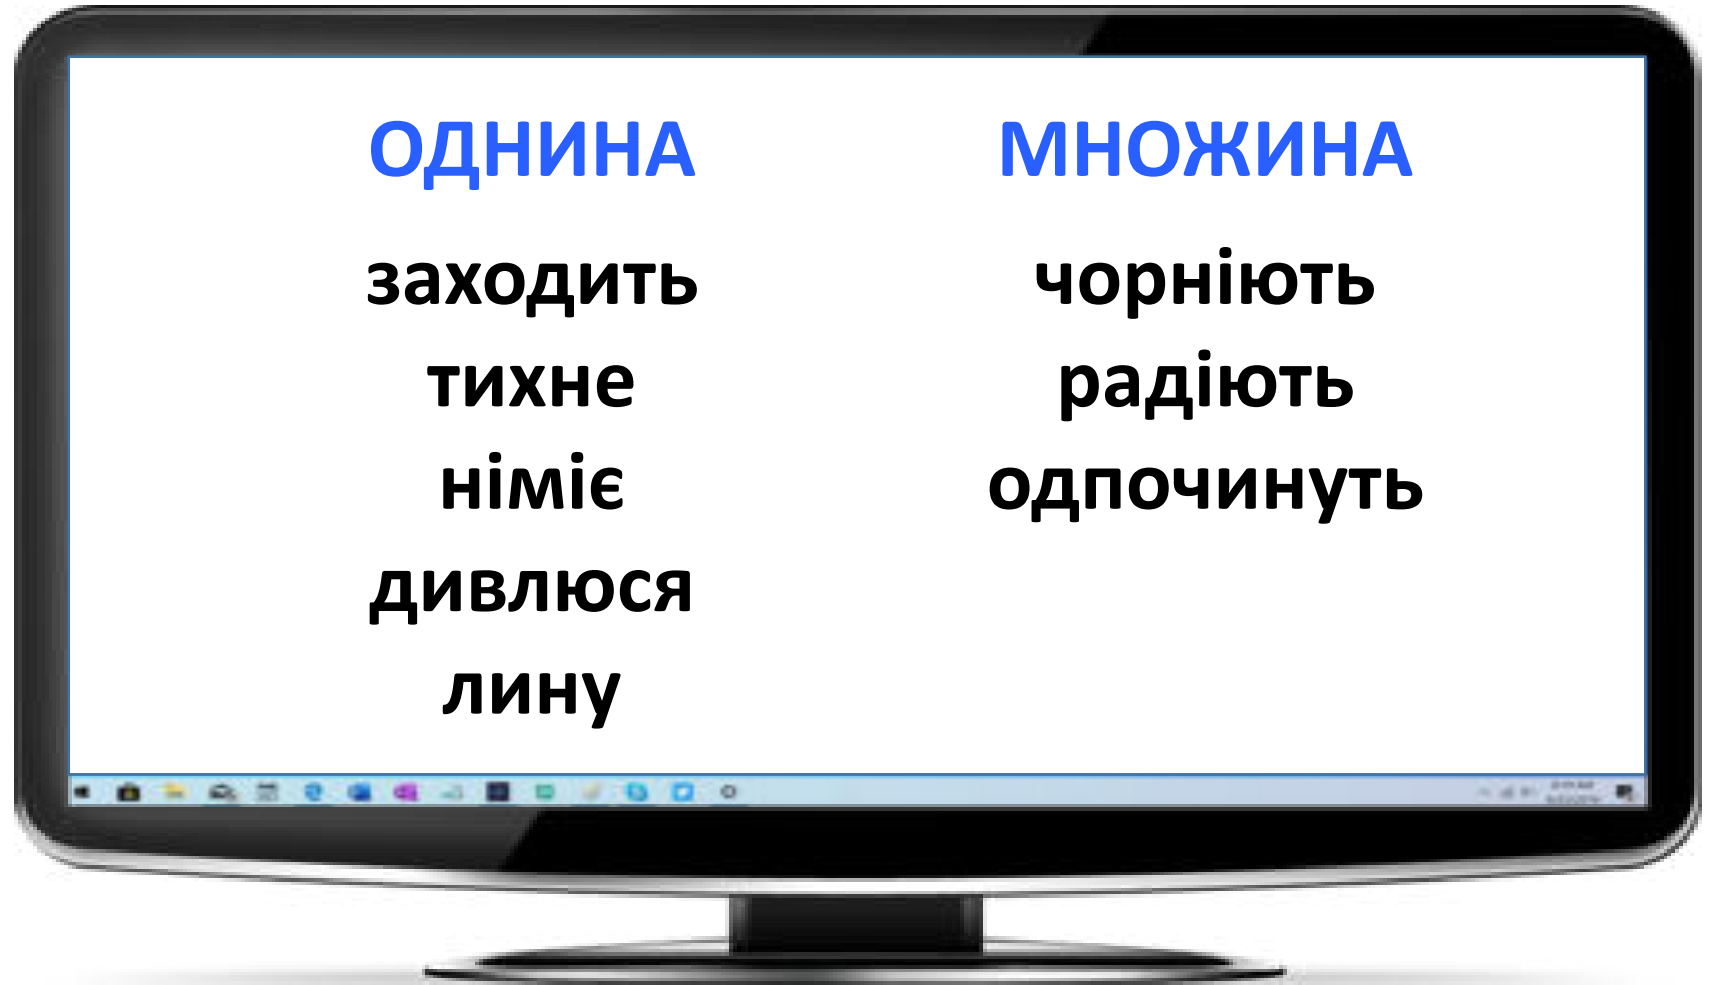 ОДНИНА МНОЖИНА
заходить чорніють
тихне радіють
німіє одпочинуть
дивлюся
лину